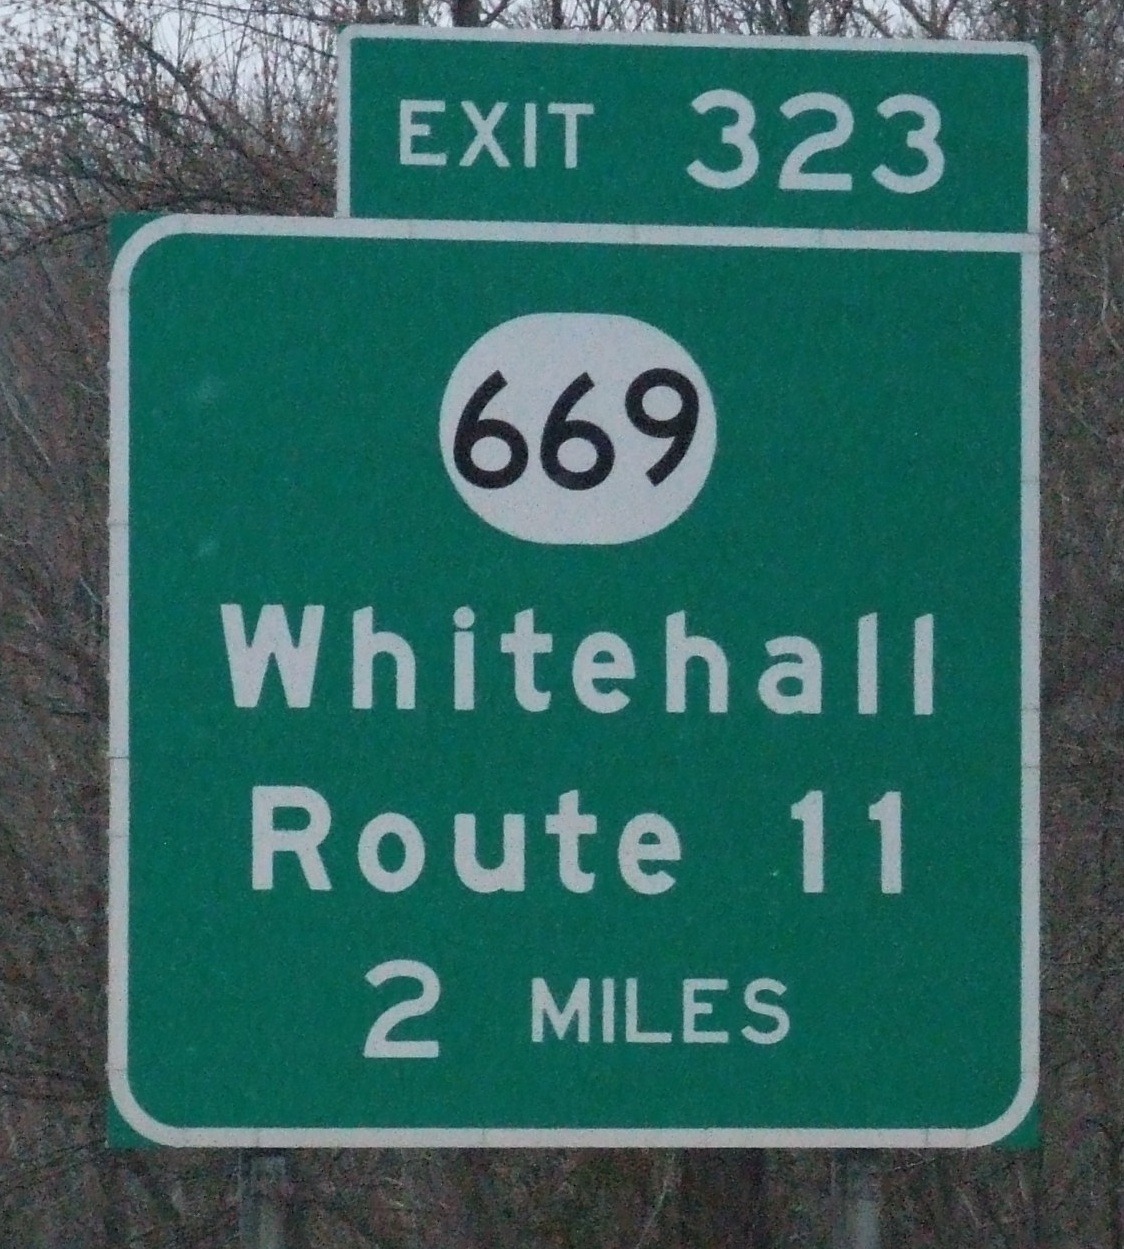 EXIT 323
669
Whitehall
Route 11
2 MILES